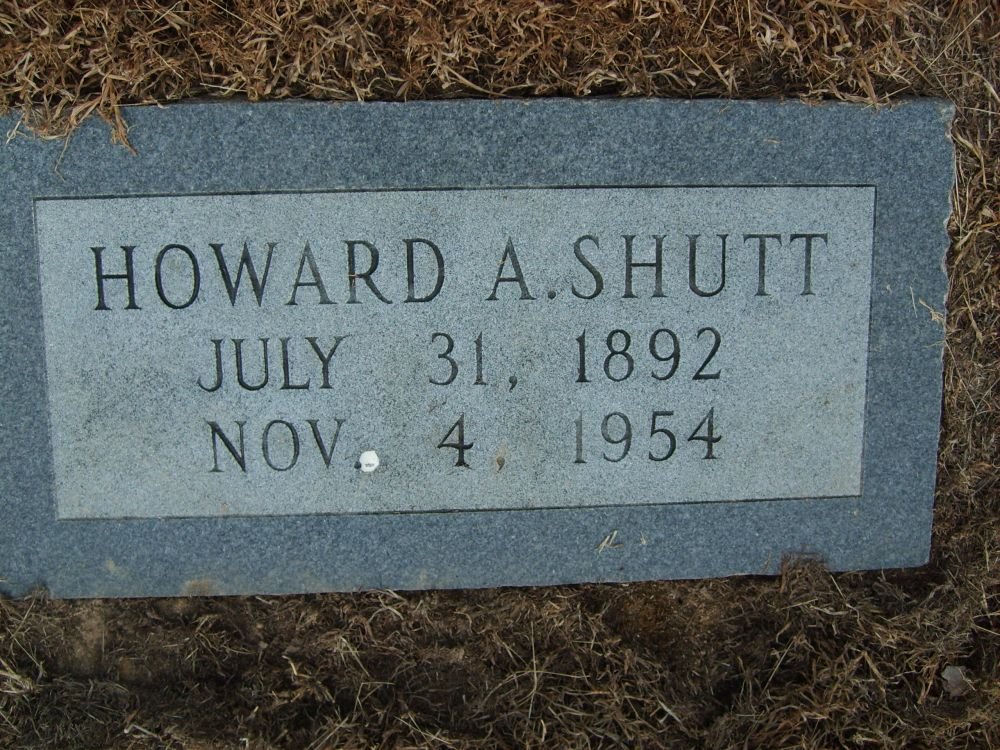 HOWARD A. SHUTT
JULY 31, 1892
NOV. 4, 1954